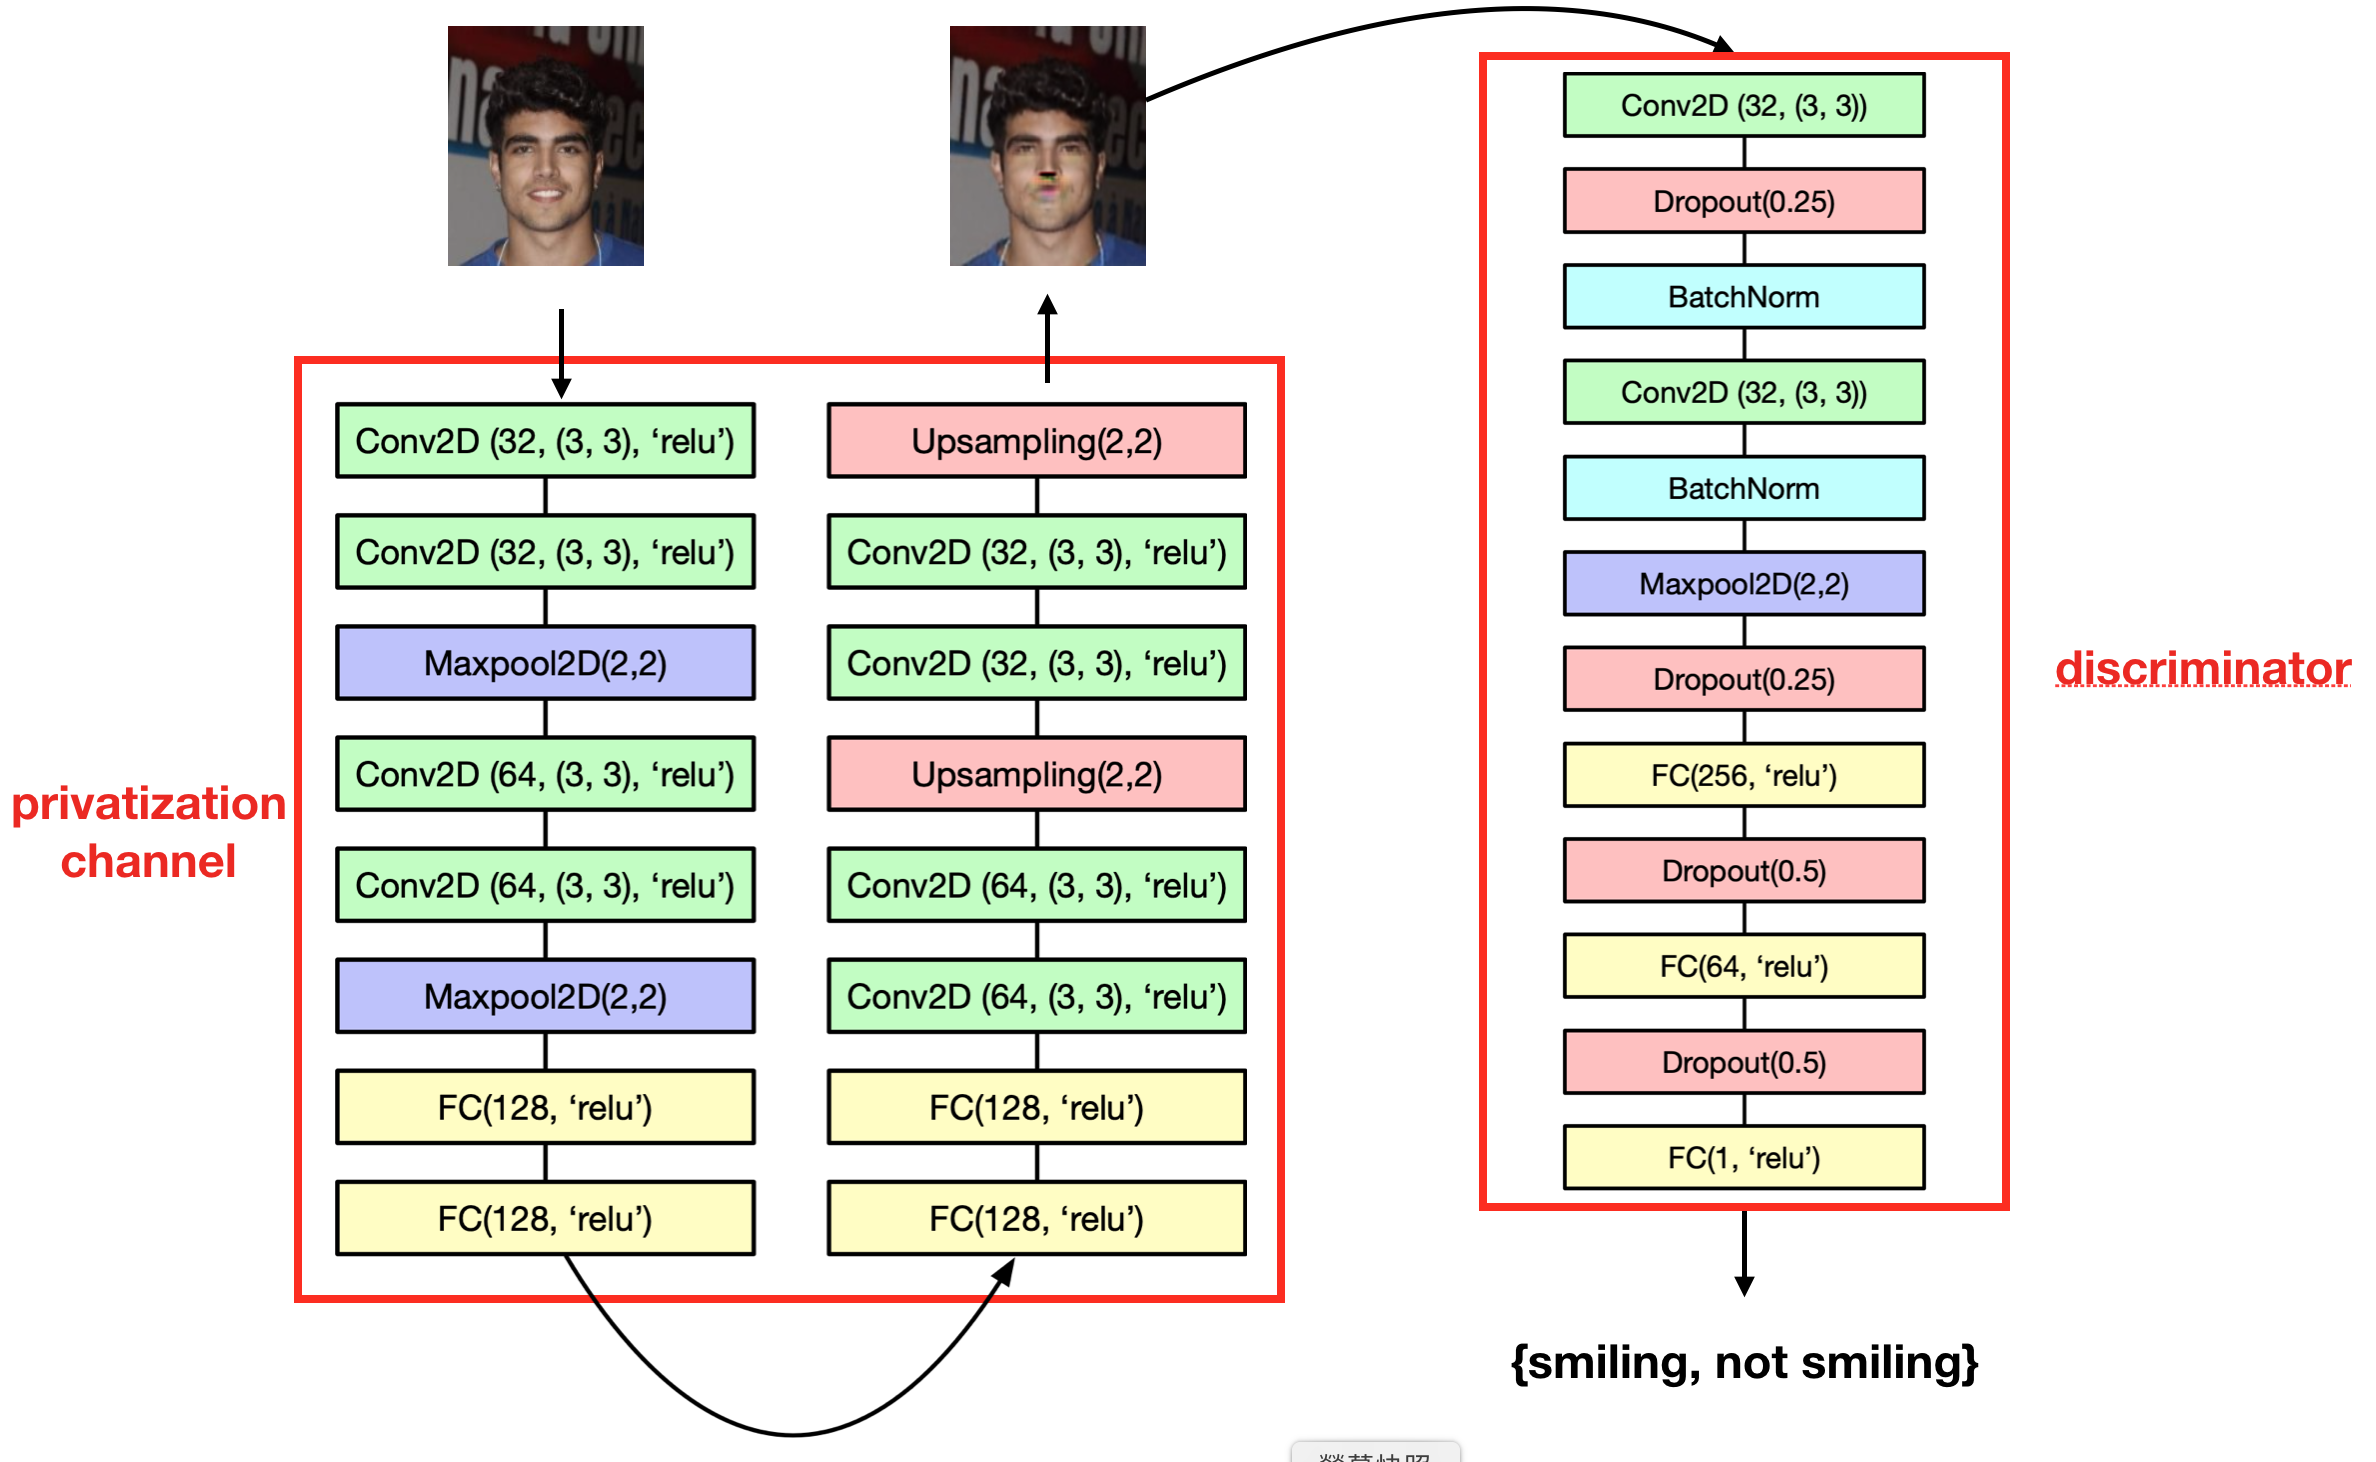 privatization
channel
Conv2D (32, (3, 3), ‘relu’)
Conv2D (32, (3, 3), ‘relu’)
Maxpool2D(2,2)
Conv2D (64, (3, 3), ‘relu’)
Conv2D (64, (3, 3), ‘relu’)
Maxpool2D(2,2)
FC(128, ‘relu’)
FC(128, ‘relu’)
Upsampling(2,2)
Conv2D (32, (3, 3), ‘relu’)
Conv2D (32, (3, 3), ‘relu’)
Upsampling(2,2)
Conv2D (64, (3, 3), ‘relu’)
Conv2D (64, (3, 3), ‘relu’)
FC(128, ‘relu’)
FC(128, ‘relu’)
Conv2D (32, (3, 3))
Dropout(0.25)
BatchNorm
Conv2D (32, (3, 3))
BatchNorm
Maxpool2D(2,2)
Dropout(0.25)
FC(256, ‘relu’)
Dropout(0.5)
FC(64, ‘relu’)
Dropout(0.5)
FC(1, ‘relu’)
discriminator
{smiling, not smiling}